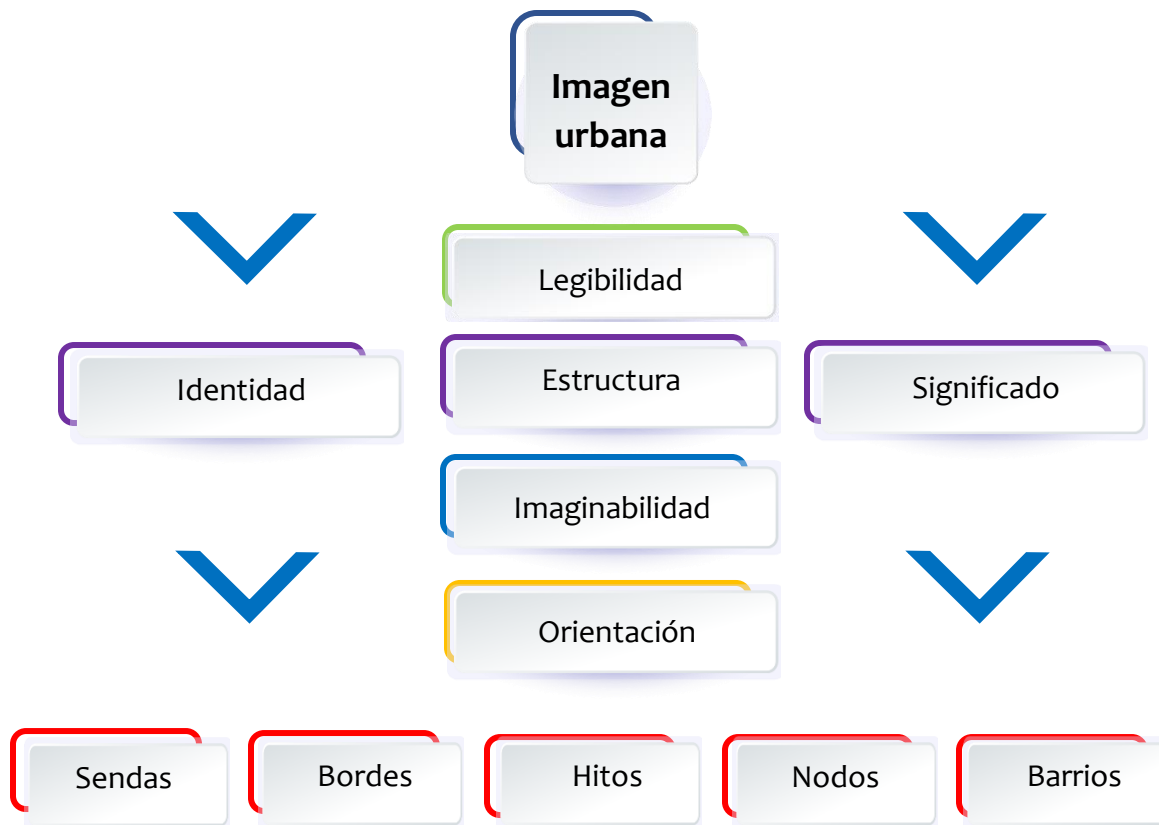 Imagen
urbana
Legibilidad
Identidad
Estructura
Significado
Imaginabilidad
Orientación
Sendas
Bordes
Hitos
Nodos
Barrios